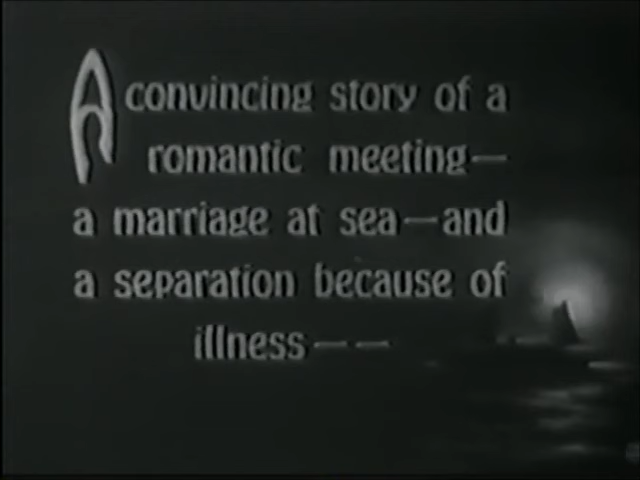 A convincing story of a
romantic meeting—
a marriage at sea—and
a separation because of
illness— —